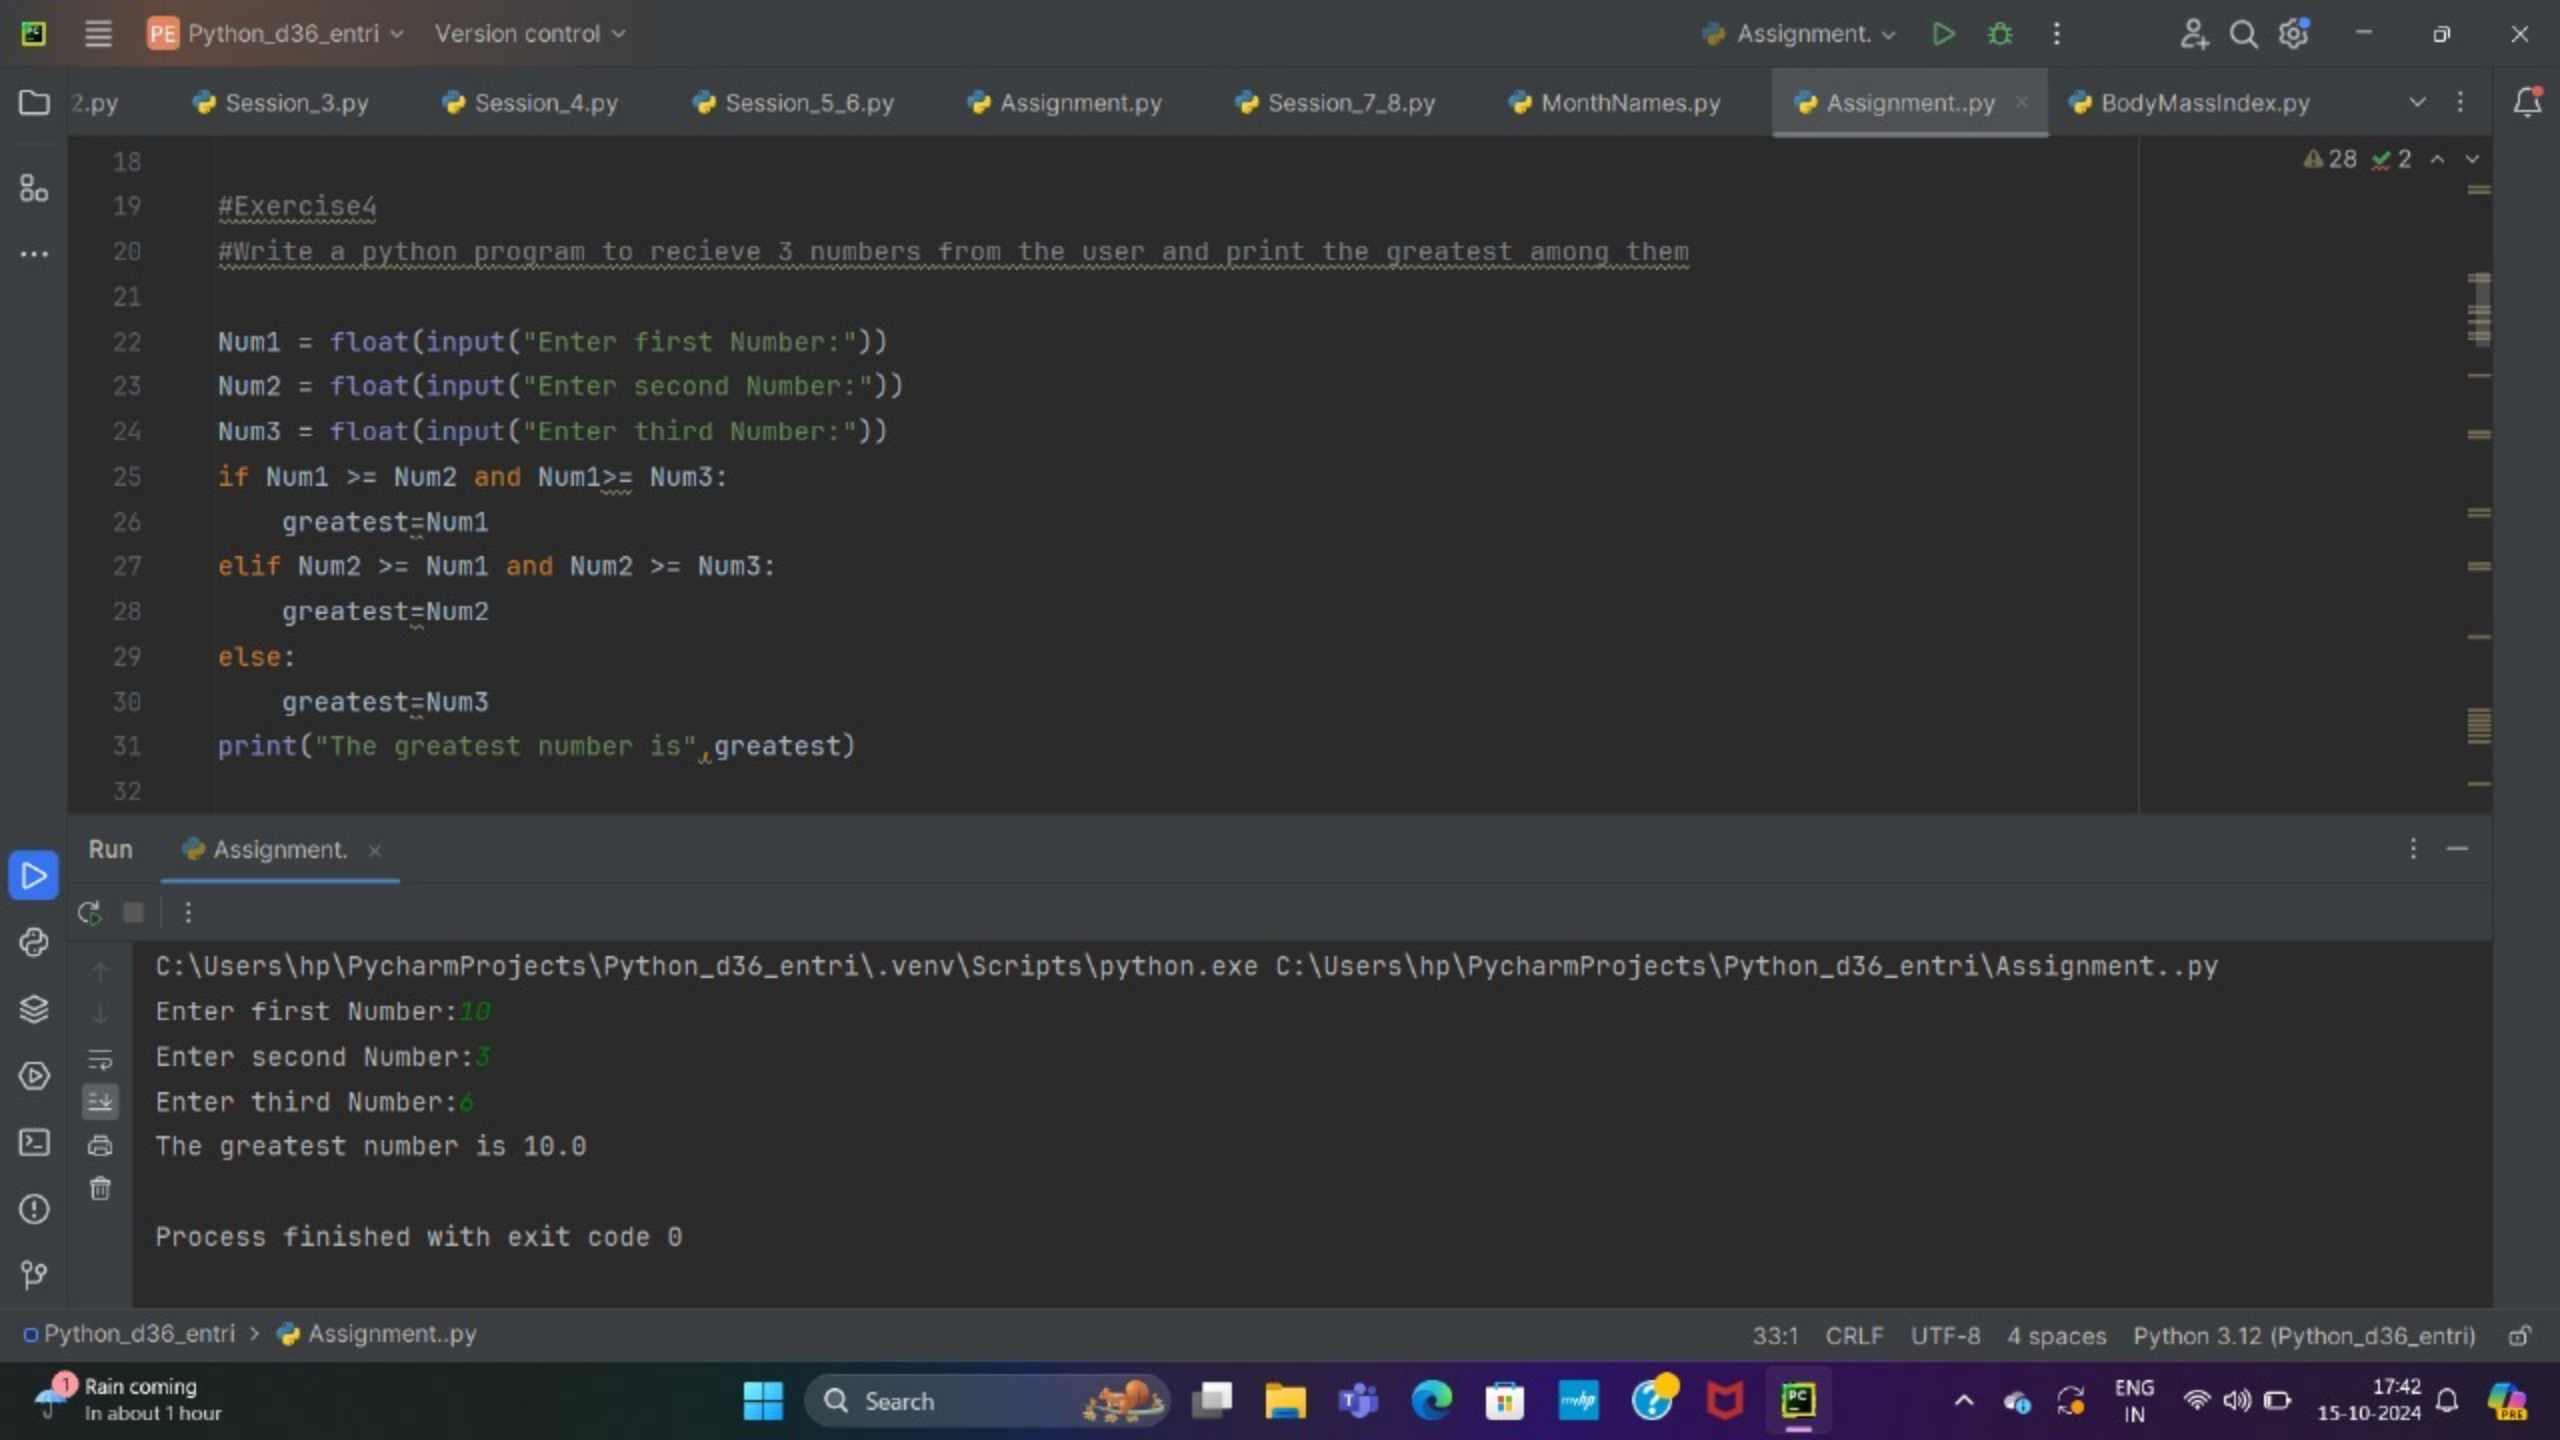 PE Python_d36_entri Version control Assignment.
2.py Session_3.py Session_4.py Session_5_6.py Assignment.py Session_7_8.py MonthNames.py Assignment..py BodyMassIndex.py
28 2
18
19 #Exercise4
20 #Write a python program to recieve 3 numbers from the user and print the greatest among them
21
22 Num1 = float(input("Enter first Number:"))
23 Num2 = float(input("Enter second Number:"))
24 Num3 = float(input("Enter third Number:"))
25 if Num1 >= Num2 and Num1>= Num3:
26 greatest=Num1
27 elif Num2 >= Num1 and Num2 >= Num3:
28 greatest=Num2
29 else:
30 greatest=Num3
31 print("The greatest number is",greatest)
32
Run Assignment.
C:\Users\hp\PycharmProjects\Python_d36_entri\.venv\Scripts\python.exe C:\Users\hp\PycharmProjects\Python_d36_entri\Assignment..py
Enter first Number:10
Enter second Number:3
Enter third Number:6
The greatest number is 10.0
Process finished with exit code 0
Python_d36_entri > Assignment..py 33:1 CRLF UTF-8 4 spaces Python 3.12 (Python_d36_entri)
1 Rain coming
In about 1 hour
Search
myhp
PC
ENG
IN
17:42
15-10-2024
PRE